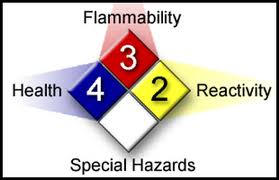 Flammability
3
Health 4 2 Reactivity
Special Hazards